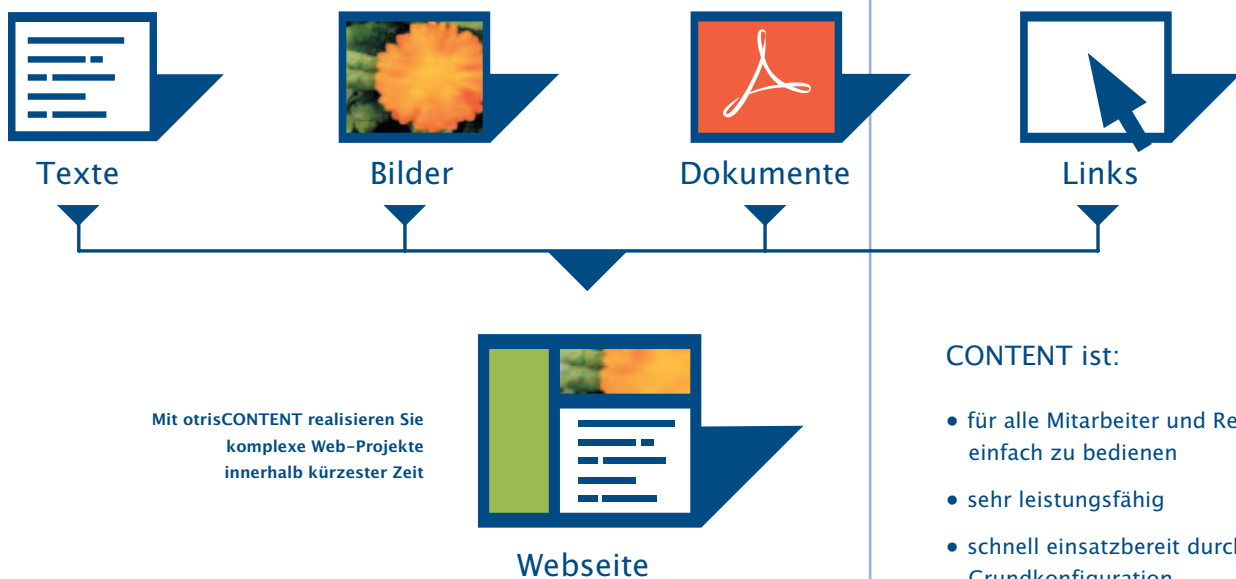 Texte
Bilder
Dokumente
Links
Mit otrisCONTENT realisieren Sie
komplexe Web-Projekte
innerhalb kürzester Zeit
Webseite
CONTENT ist:
• für alle Mitarbeiter und
einfach zu bedienen
• sehr leistungsfähig
• schnell einsatzbereit
Grundkonfiguration